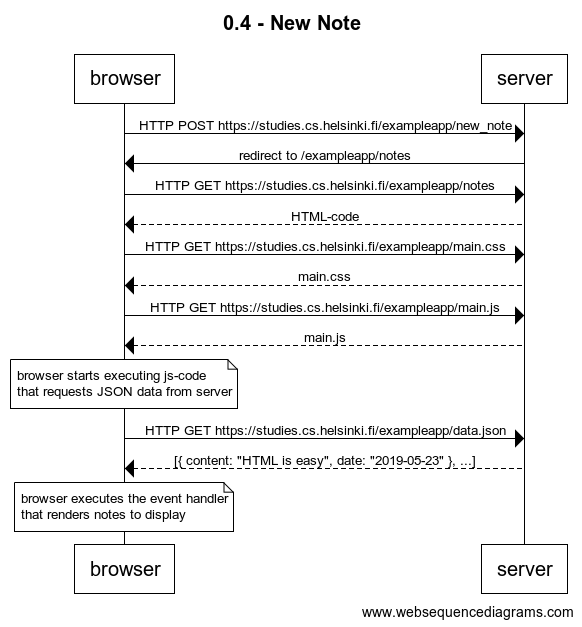 0.4 - New Note
browser
server
HTTP POST https://studies.cs.helsinki.fi/exampleapp/new_note
redirect to /exampleapp/notes
HTTP GET https://studies.cs.helsinki.fi/exampleapp/notes
HTML-code
HTTP GET https://studies.cs.helsinki.fi/exampleapp/main.css
main.css
HTTP GET https://studies.cs.helsinki.fi/exampleapp/main.js
main.js
browser starts executing js-code
that requests JSON data from server
HTTP GET https://studies.cs.helsinki.fi/exampleapp/data.json
[{ content: "HTML is easy", date: "2019-05-23" }, ...]
browser executes the event handler
that renders notes to display
browser
server
www.websequencediagrams.com